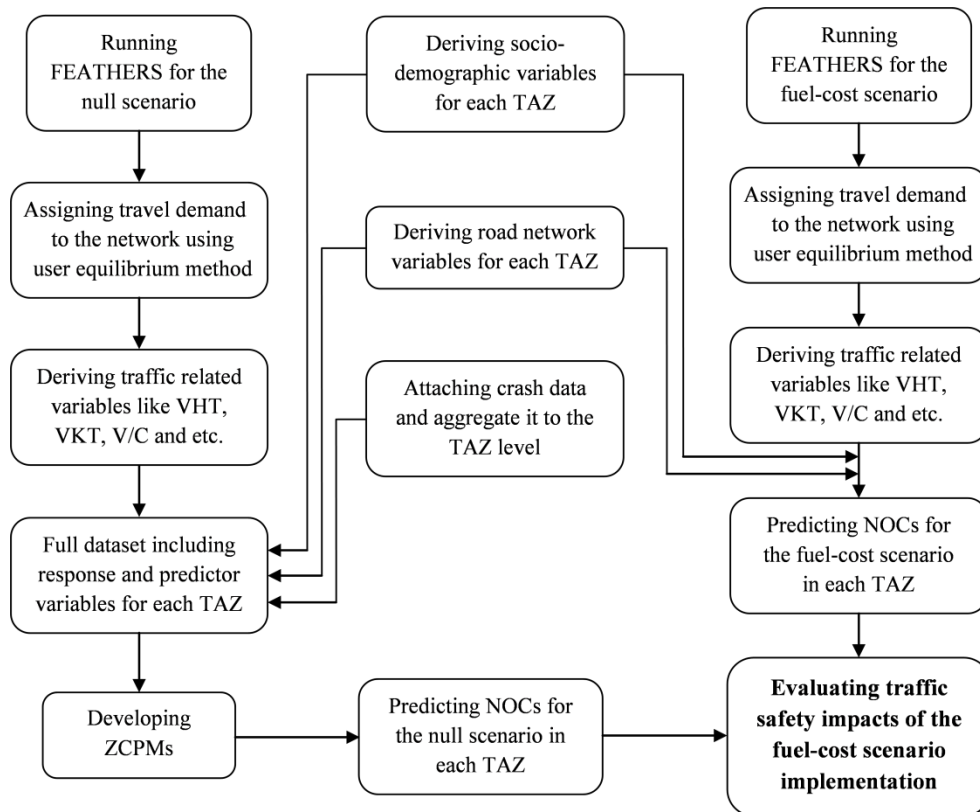 Running
FEATHERS for the
null scenario
Assigning travel demand
to the network using
user equilibrium method
Deriving traffic related
variables like VHT,
VKT, V/C and etc.
Full dataset including
response and predictor
variables for each TAZ
Developing
ZCPMs
Deriving socio-
demographic variables
for each TAZ
Deriving road network
variables for each TAZ
Attaching crash data
and aggregate it to the
TAZ level
Predicting NOCs for
the null scenario in
each TAZ
Running
FEATHERS for the
fuel-cost scenario
Assigning travel demand
to the network using
user equilibrium method
Deriving traffic related
variables like VHT,
VKT, V/C and etc.
Predicting NOCs for
the fuel-cost scenario
in each TAZ
Evaluating traffic
safety impacts of the
fuel-cost scenario
implementation